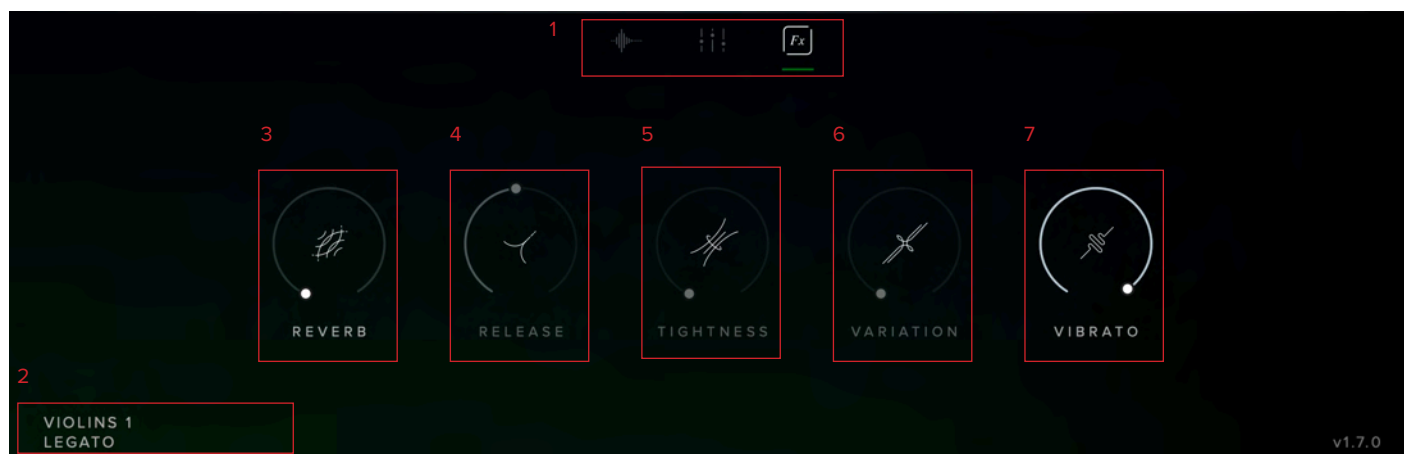 1
Fx
3 4 5 6 7
REVERB RELEASE TIGHTNESS VARIATION VIBRATO
2
VIOLINS 1
LEGATO v1.7.0